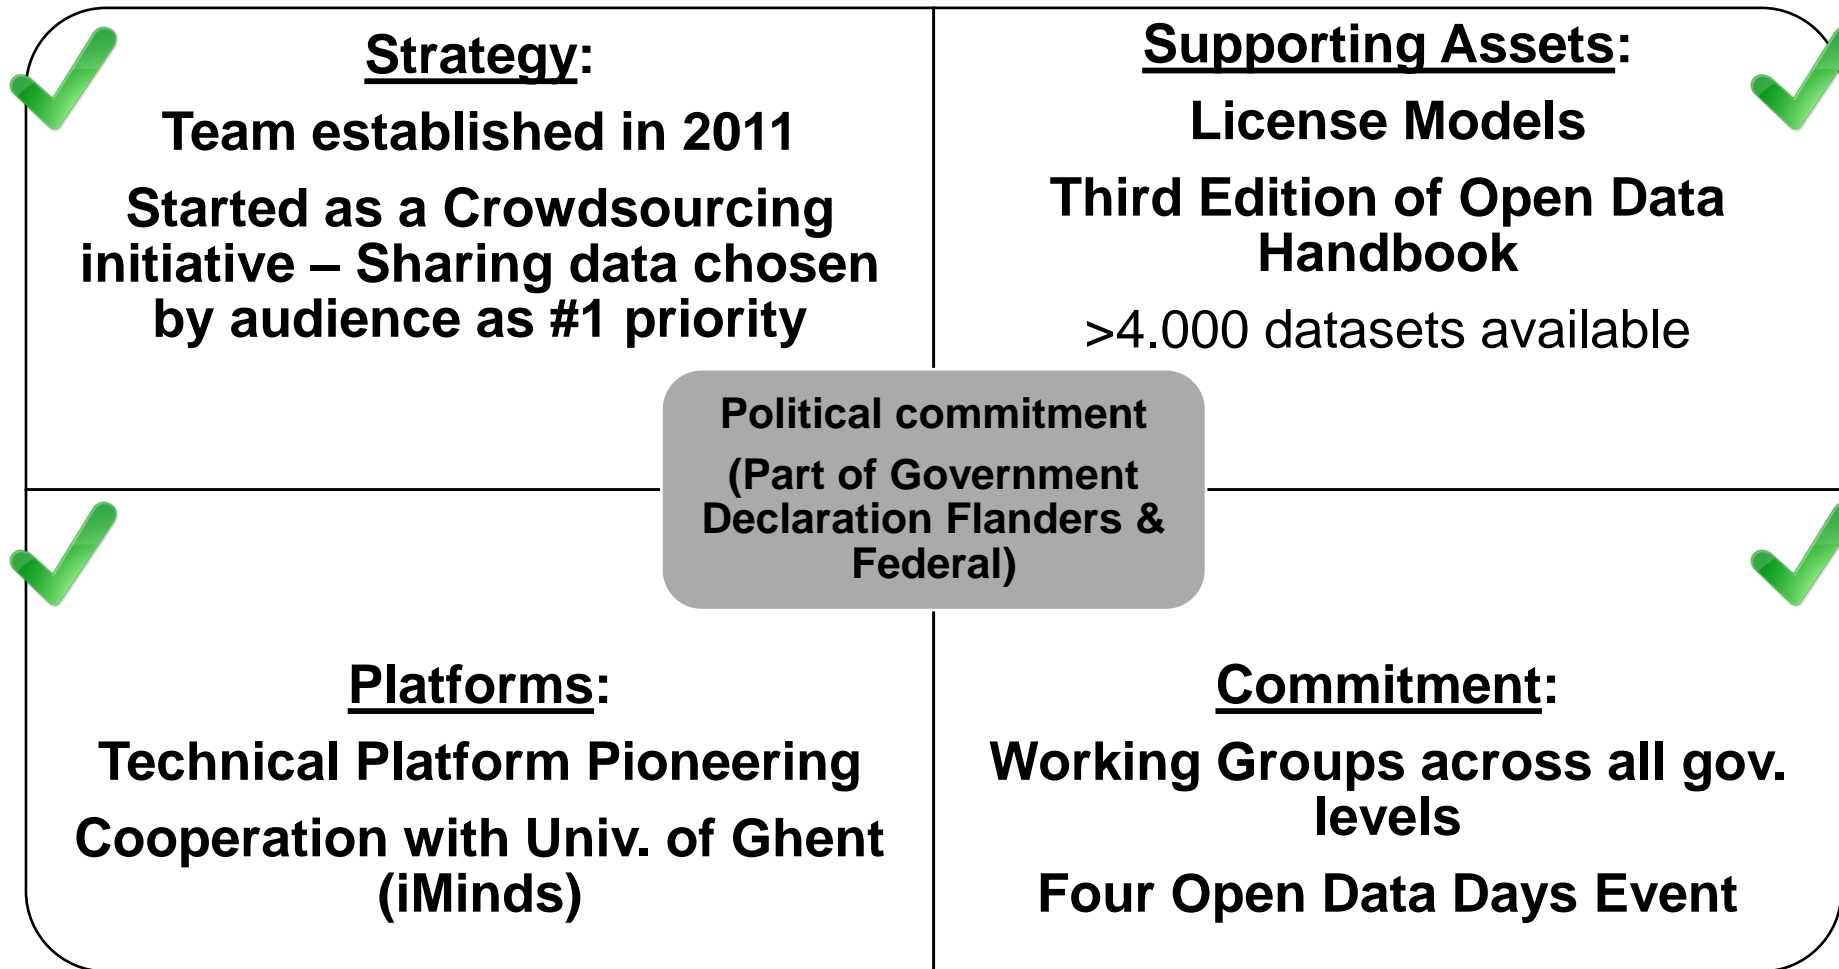 Strategy:
Team established in 2011
Started as a Crowdsourcing
initiative – Sharing data chosen
by audience as #1 priority
Supporting Assets:
License Models
Third Edition of Open Data
Handbook
>4.000 datasets available
Political commitment
(Part of Government
Declaration Flanders &
Federal)
Platforms:
Technical Platform Pioneering
Cooperation with Univ. of Ghent
(iMinds)
Commitment:
Working Groups across all gov.
levels
Four Open Data Days Event